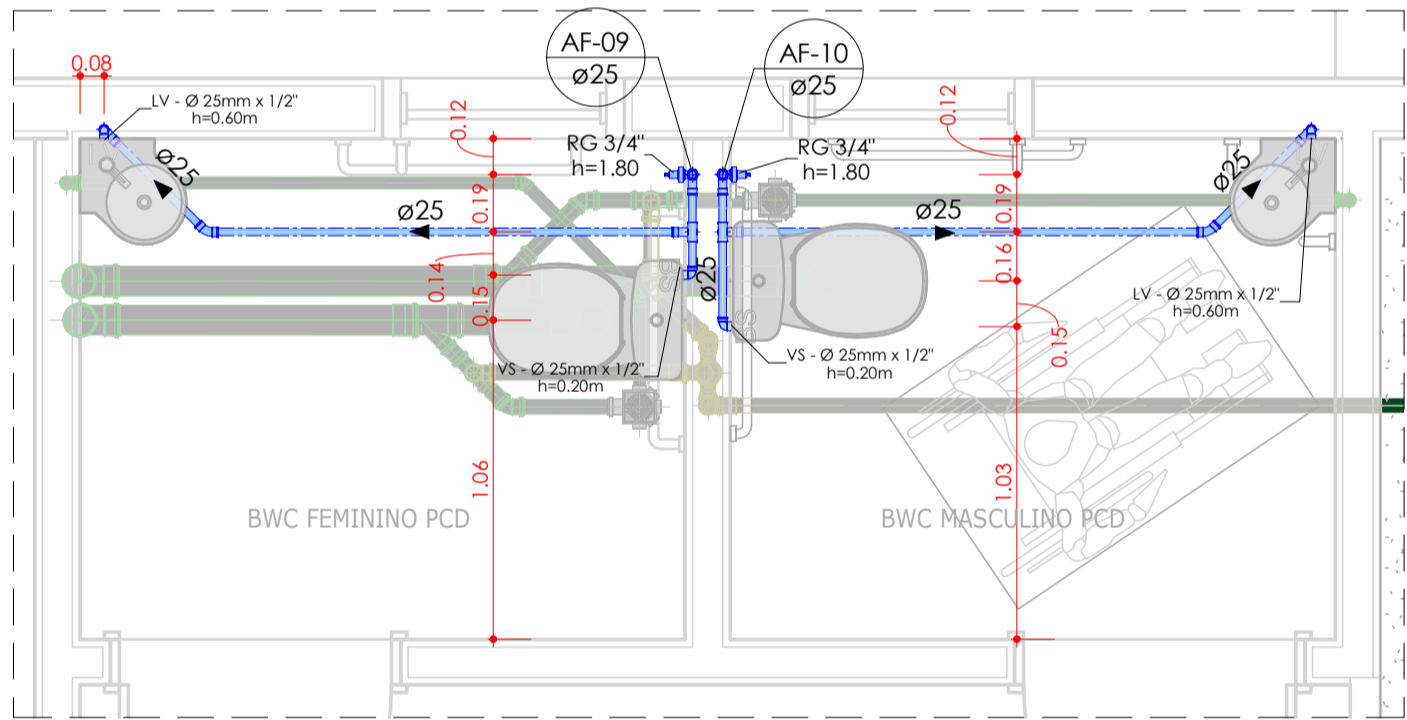 AF-09
ø25
AF-10
ø25
0.08
LV - Ø 25mm x 1/2"
h=0.60m
0.12
RG 3/4"
h=1.80
RG 3/4"
h=1.80
0.12
ø25
ø25
0.19
ø25
ø25
0.19
0.14
0.15
SB
ø25
SS
0.16
LV - Ø 25mm x 1/2"
h=0.60m
0.15
VS - Ø 25mm x 1/2"
h=0.20m
VS - Ø 25mm x 1/2"
h=0.20m
1.06
1.03
BWC FEMININO PCD
BWC MASCULINO PCD